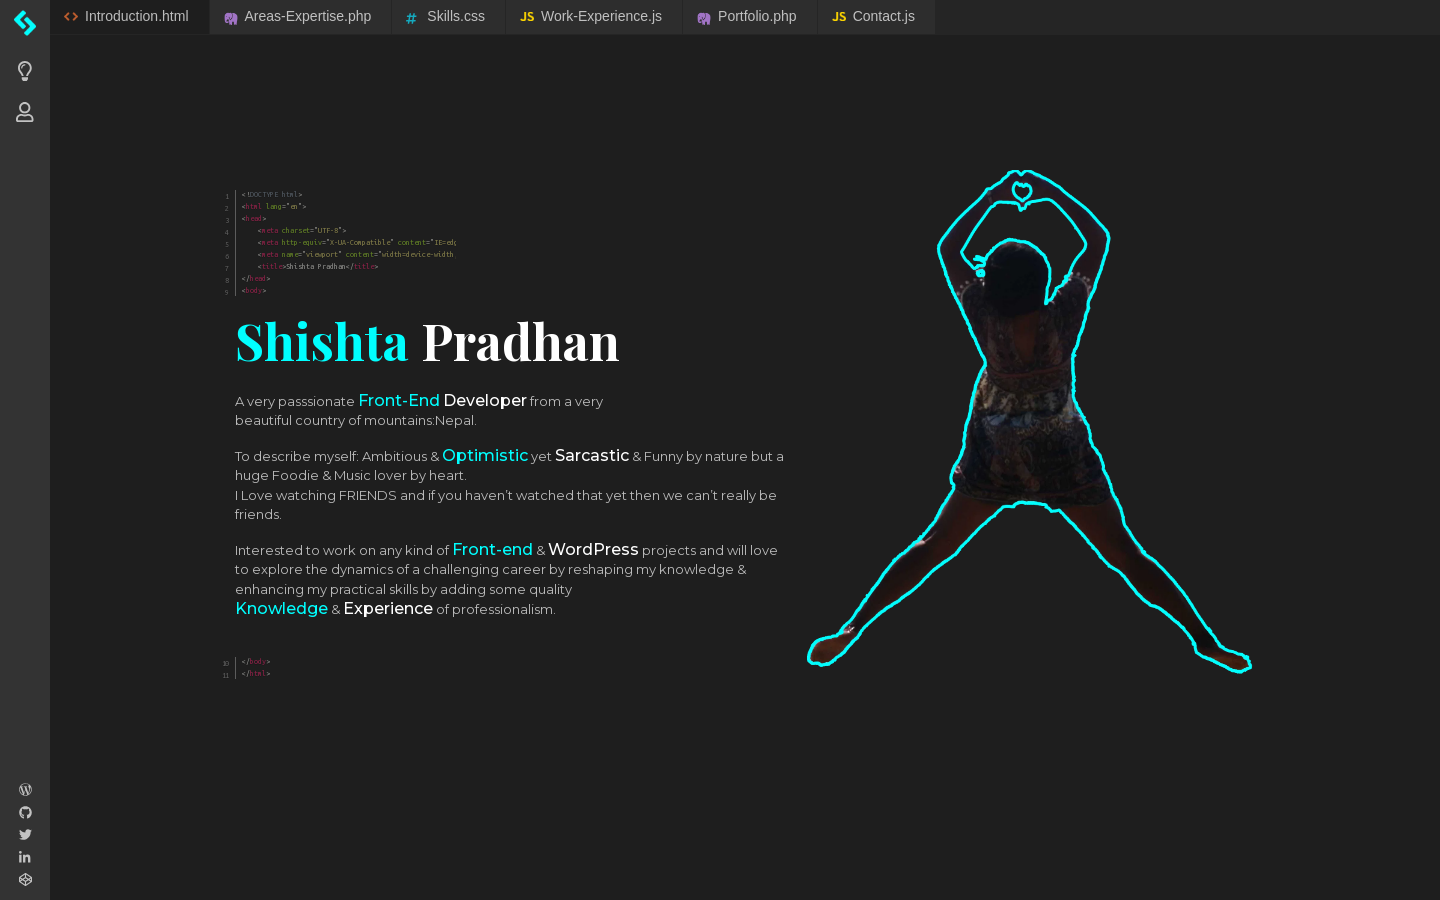 Introduction.html
Areas-Expertise.php
# Skills.css
JS Work-Experience.js
Portfolio.php
JS Contact.js
1 <!DOCTYPE html>
2 <html lang="en">
3 <head>
4 <meta charset="UTF-8">
5 <meta http-equiv="X-UA-Compatible" content="IE=edg
6 <meta name="viewport" content="width=device-width
7 <title>Shishta Pradhan</title>
8 </head>
9 <body>
Shishta Pradhan
A very passsionate Front-End Developer from a very
beautiful country of mountains:Nepal.
To describe myself: Ambitious & Optimistic yet Sarcastic & Funny by nature but a
huge Foodie & Music lover by heart.
I Love watching FRIENDS and if you haven’t watched that yet then we can’t really be
friends.
Interested to work on any kind of Front-end & WordPress projects and will love
to explore the dynamics of a challenging career by reshaping my knowledge &
enhancing my practical skills by adding some quality
Knowledge & Experience of professionalism.
10 </body>
11 </html>